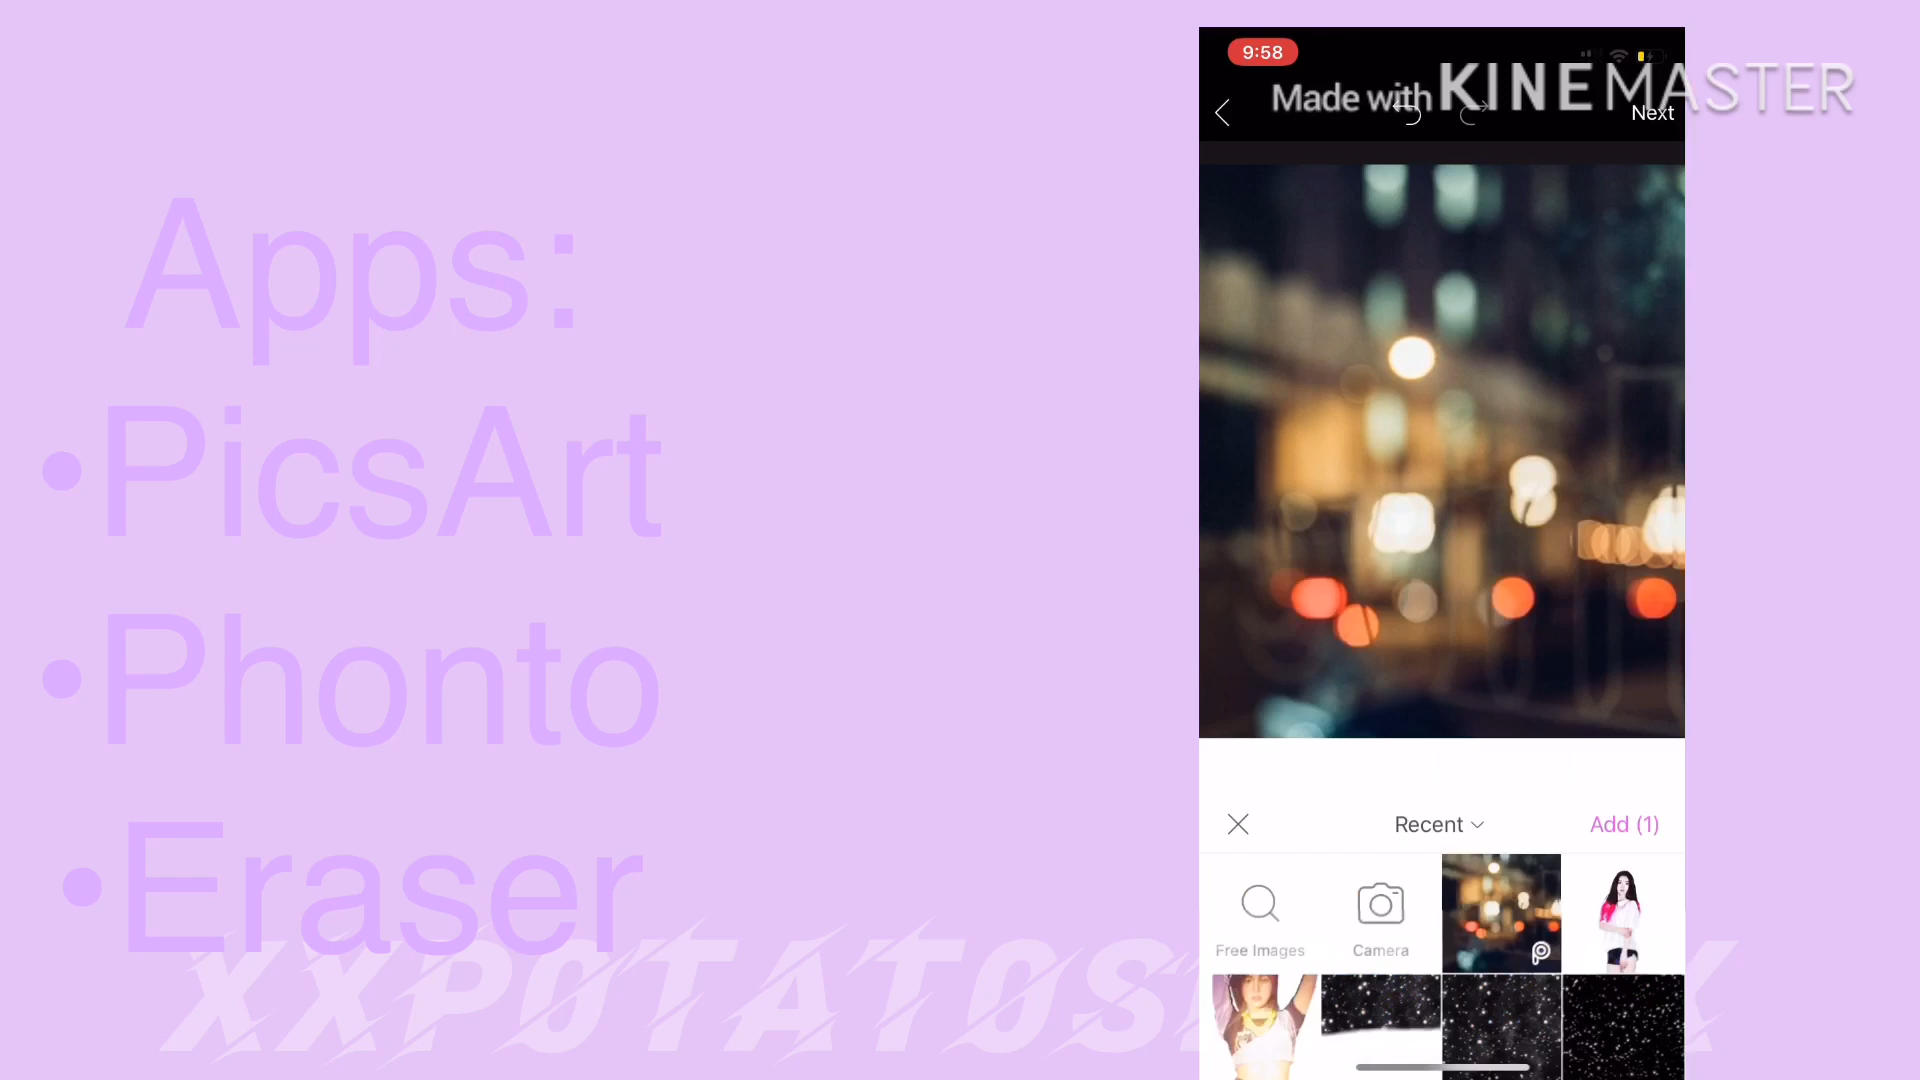 9:58
Made with KINEMASTER
Next
Apps:
•PicsArt
•Phonto
•Eraser
Recent
Add (1)
Free Images
Camera